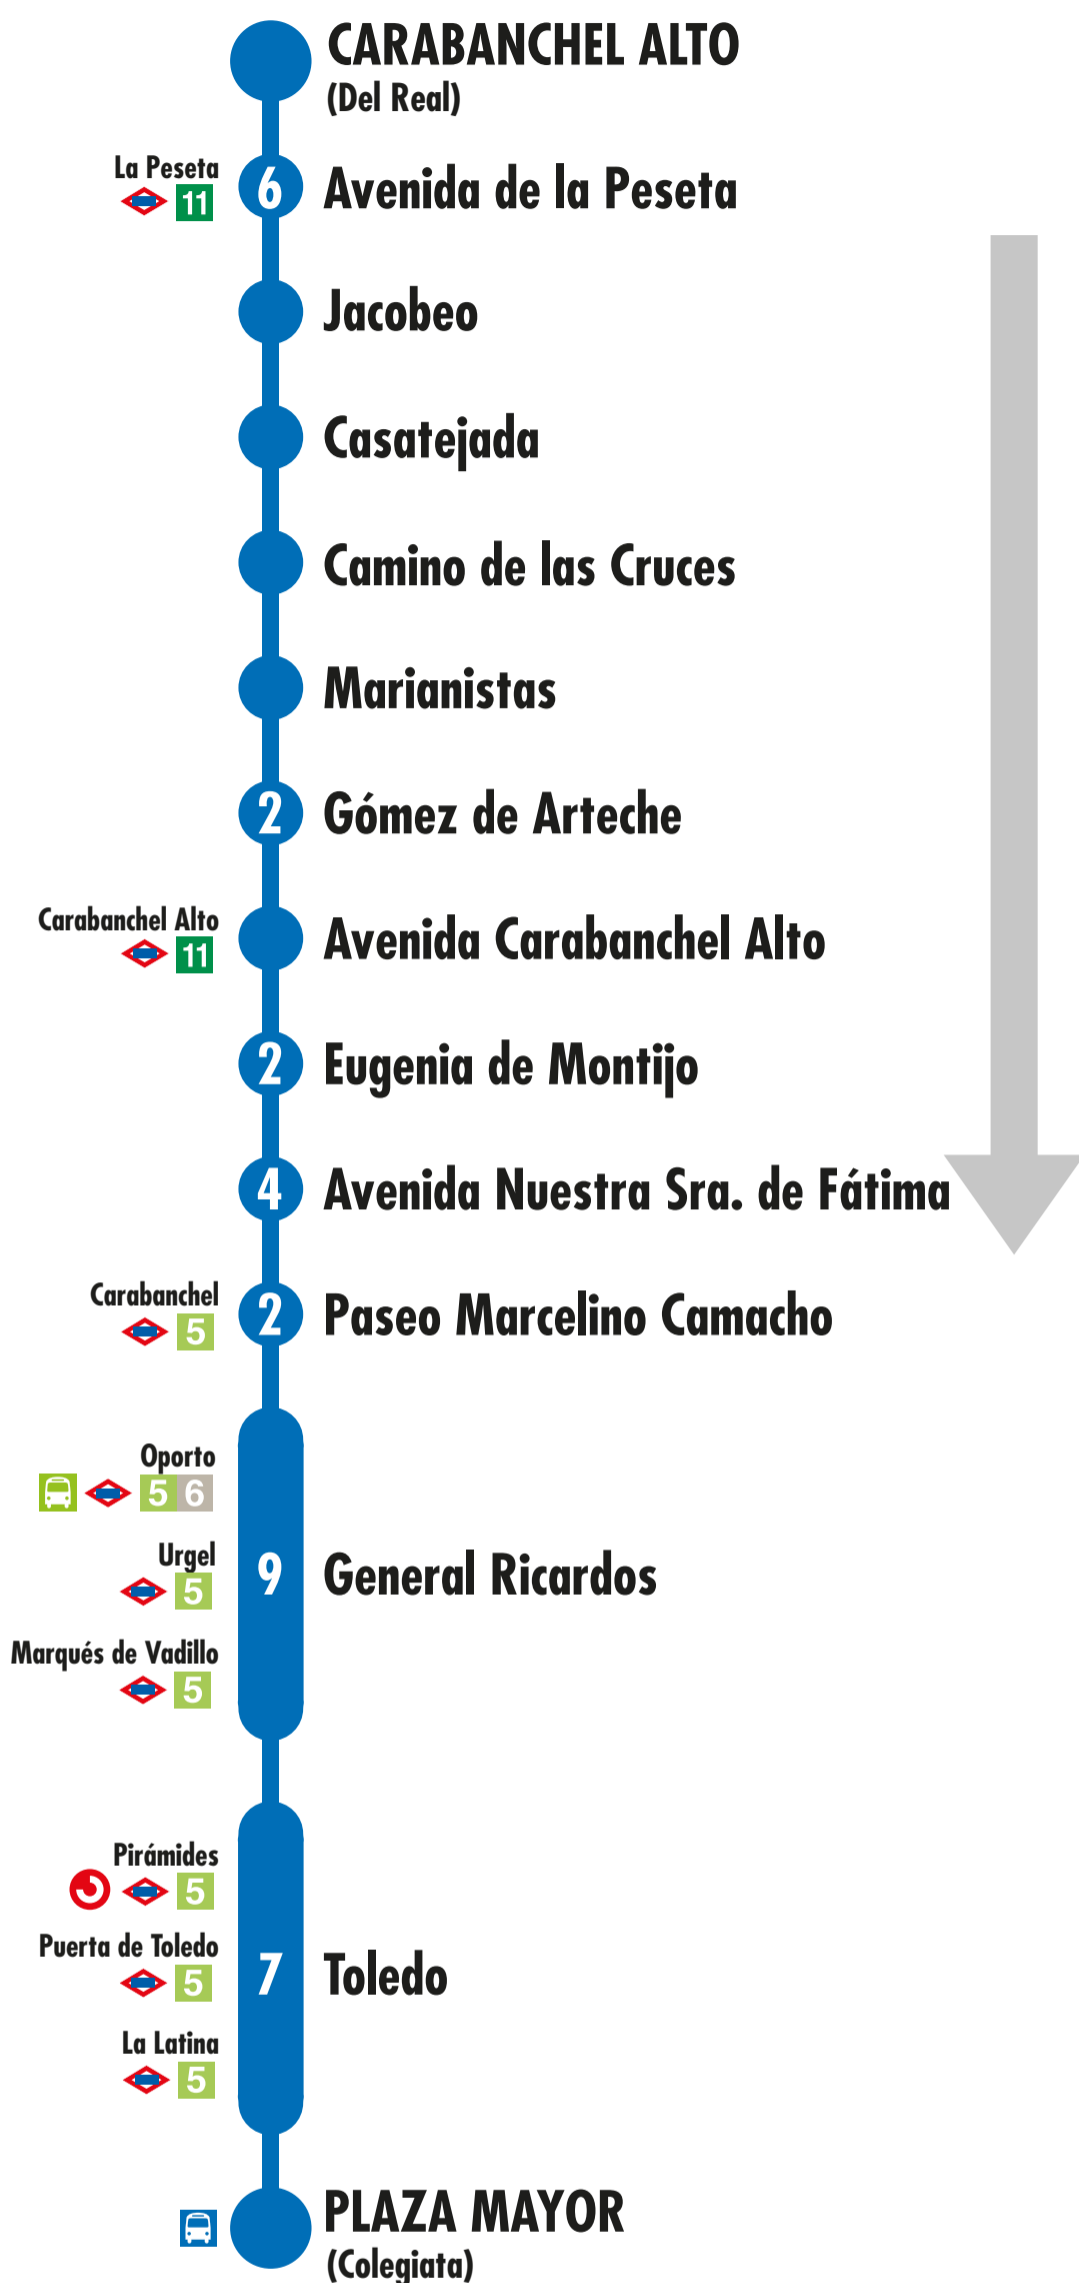 CARABANCHEL ALTO
(Del Real)
La Peseta
11
6
Avenida de la Peseta
Jacobeo
Casatejada
Camino de las Cruces
Marianistas
2
Gómez de Arteche
Carabanchel Alto
11
Avenida Carabanchel Alto
2
Eugenia de Montijo
4
Avenida Nuestra Sra. de Fátima
Carabanchel
5
2
Paseo Marcelino Camacho
Oporto
5 6
Urgel
5
9
General Ricardos
Marqués de Vadillo
5
Pirámides
5
Puerta de Toledo
5
7
Toledo
La Latina
5
PLAZA MAYOR
(Colegiata)